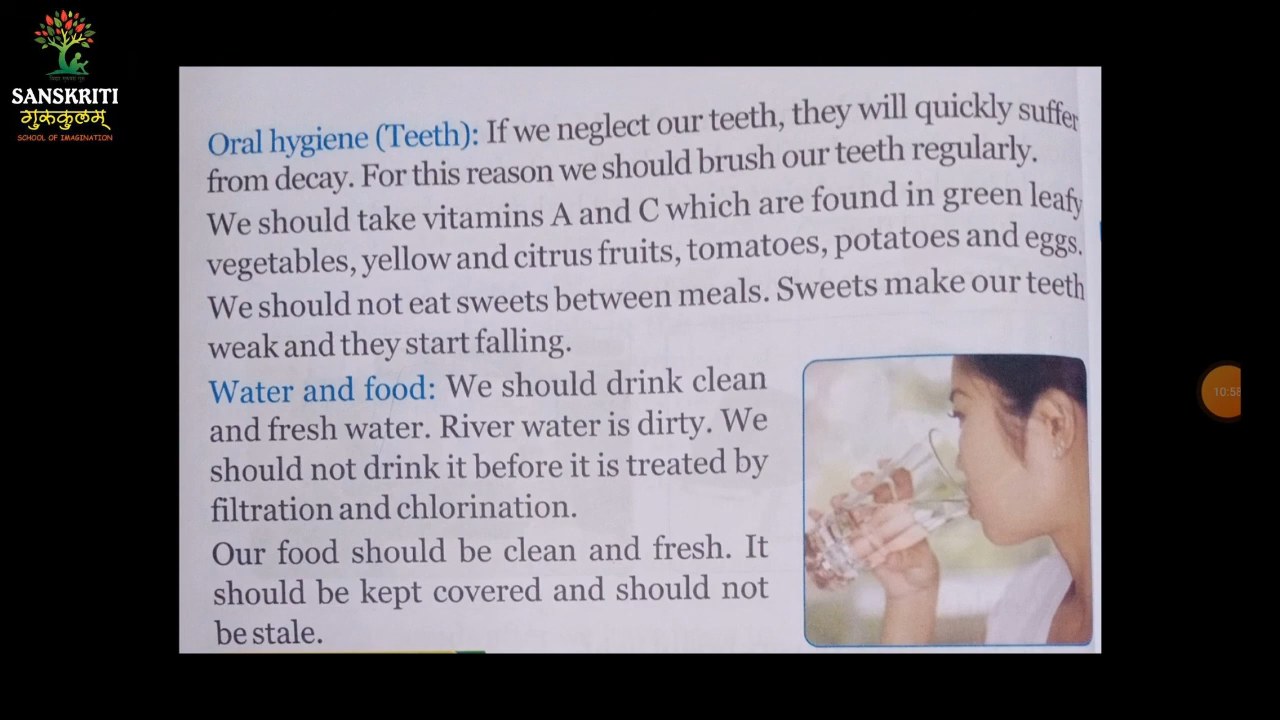 SANSKRITI
गुरुकुलम्
SCHOOL OF IMAGINATION
Oral hygiene (Teeth): If we neglect our teeth, they will quickly suffer
from decay. For this reason we should brush our teeth regularly.
We should take vitamins A and C which are found in green leafy
vegetables, yellow and citrus fruits, tomatoes, potatoes and eggs.
We should not eat sweets between meals. Sweets make our teeth
weak and they start falling.
Water and food: We should drink clean
and fresh water. River water is dirty. We
should not drink it before it is treated by
filtration and chlorination.
Our food should be clean and fresh. It
should be kept covered and should not
be stale.
10:58